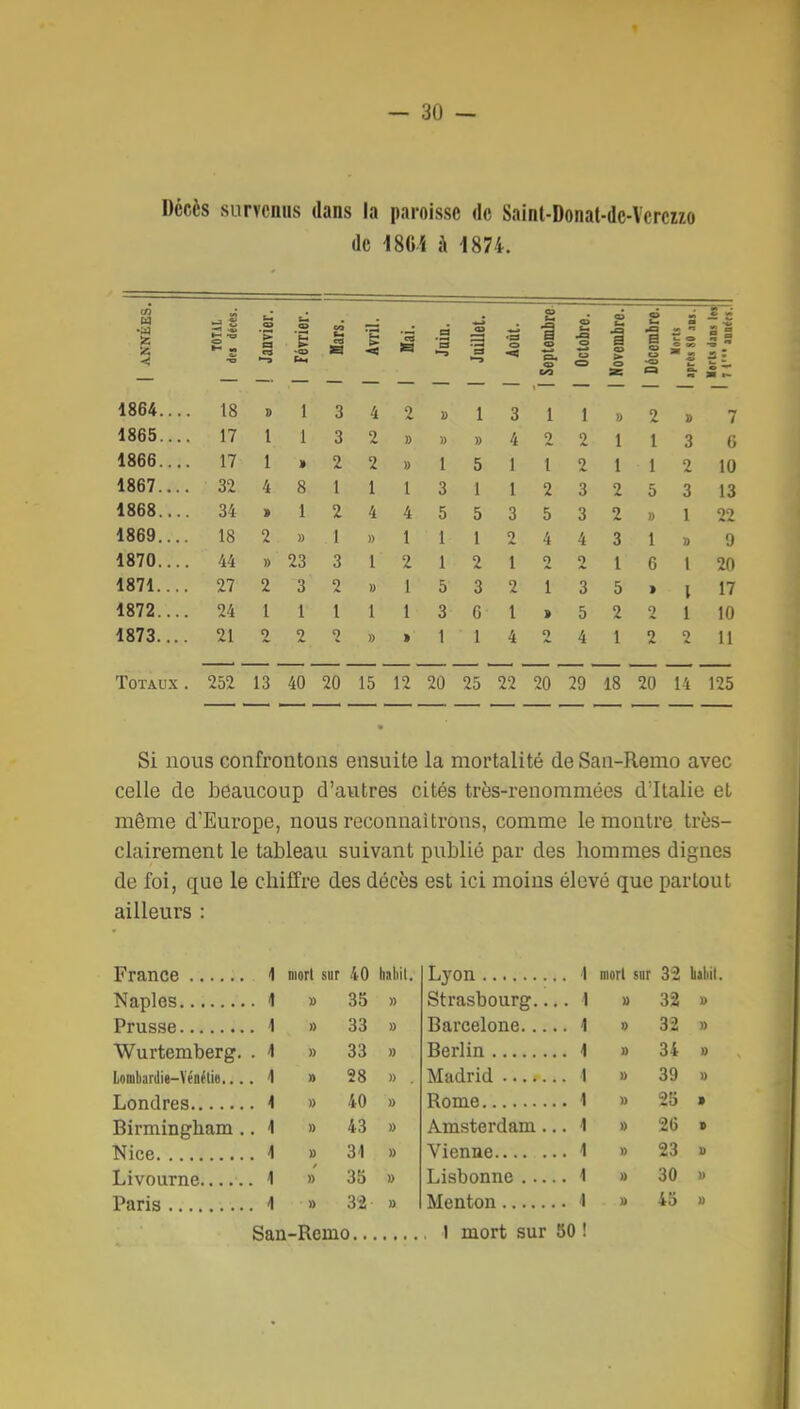 — 30 —
Décès survenus dans la paroisse de Saint-Donat-de-Verezzo
de 1864 à 1874.
ANNÉES. | TOTAL des décès. | Janvier. | Février. | Mars. | Avril. | Mai. | Juin. | Juillet. | Août. | Septembre | Octobre. | Novembre. | Décembre. | Morts après 80 ans. | Morts dans les 7 1res années.
1864.... 18 » 1 3 4 2 » 1 3 1 1 » 2 » 7
1865.... 17 1 1 3 2 » » » 4 2 2 1 1 3 6
1866.... 17 1 » 2 2 » 1 5 1 1 2 1 1 2 10
1867.... 32 4 8 1 1 1 3 1 1 2 3 2 5 3 13
1868.... 34 » 1 2 4 4 5 5 3 5 3 2 » 1 22
1869.... 18 2 » 1 » 1 1 1 2 4 4 3 1 » 9
1870.... 44 » 23 3 1 2 1 2 1 2 2 1 6 1 20
1871.... 27 2 3 2 » 1 5 3 2 1 3 5 » 1 17
1872.... 24 1 1 1 1 1 3 6 1 » 5 2 2 1 10
1873.... 21 2 2 2 » » 1 1 4 2 4 1 2 2 11
TOTAUX. 252 13 40 20 15 12 20 25 22 20 29 18 20 14 125
Si nous confrontons ensuite la mortalité de San-Remo avec
celle de beaucoup d'autres cités très-renommées d'Italie et
même d'Europe, nous reconnaîtrons, comme le montre très-
clairement le tableau suivant publié par des hommes dignes
de foi, que le chiffre des décès est ici moins élevé que partout
ailleurs :
France ...... 1 mort sur 40 habit.
Naples........ 1 » 35 »
Prusse........ 1 » 33 »
Wurtemberg. . 1 » 33 »
Lombardie-Vénétie.... 1 » 28 »
Londres....... 1 » 40 »
Birmingham .. 1 » 43 »
Nice.......... 1 » 31 »
Livourne...... 1 » 35 »
Paris ......... 1 » 32 »
Lyon ......... 1 mort sur 32 habit.
Strasbourg.... 1 » 32 »
Barcelone..... 1 » 32 »
Berlin ........ 1 » 34 »
Madrid ....... 1 » 39 »
Rome......... 1 » 25 »
Amsterdam ... 1 » 26 »
Vienne.... ... 1 » 23 »
Lisbonne ..... 1 » 30 »
Menton ....... 1 » 45 »
San-Remo........ 1 mort sur 50 !